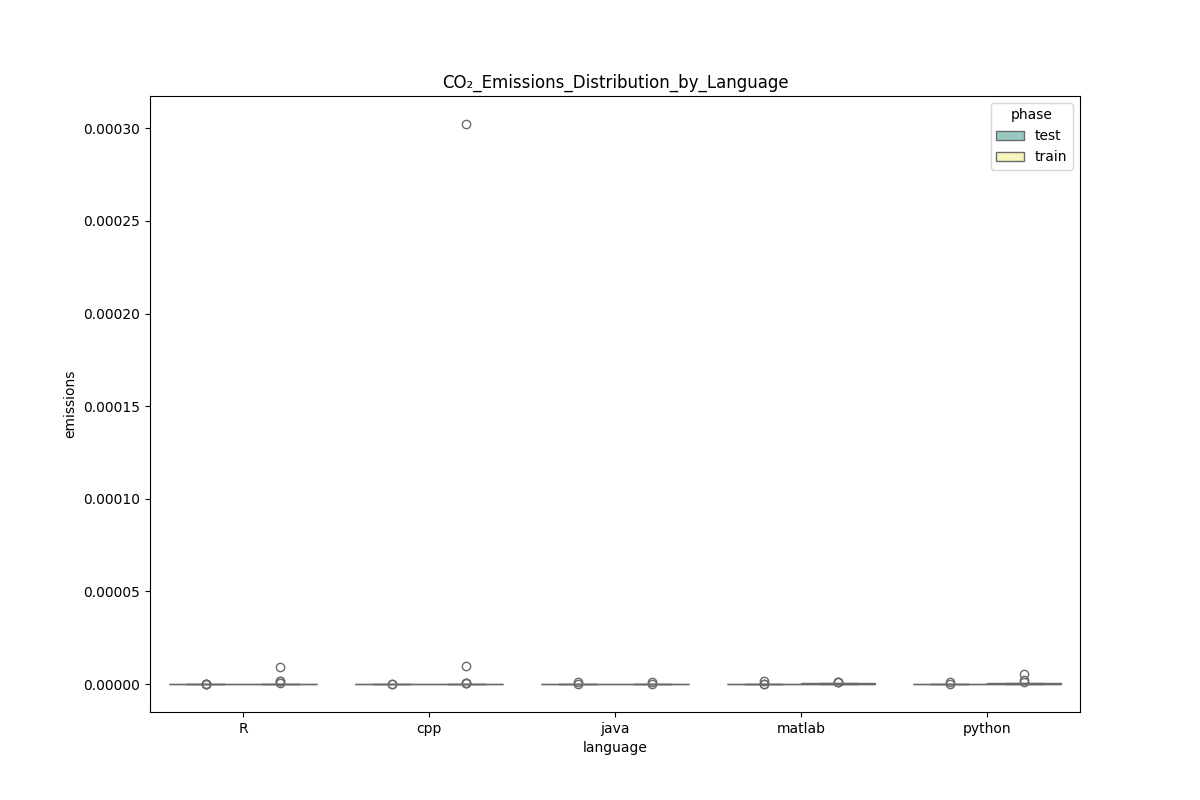 CO₂_Emissions_Distribution_by_Language
phase
test
train
0.00030
0.00025
0.00020
0.00015
0.00010
0.00005
0.00000
emissions
R cpp java matlab python
language